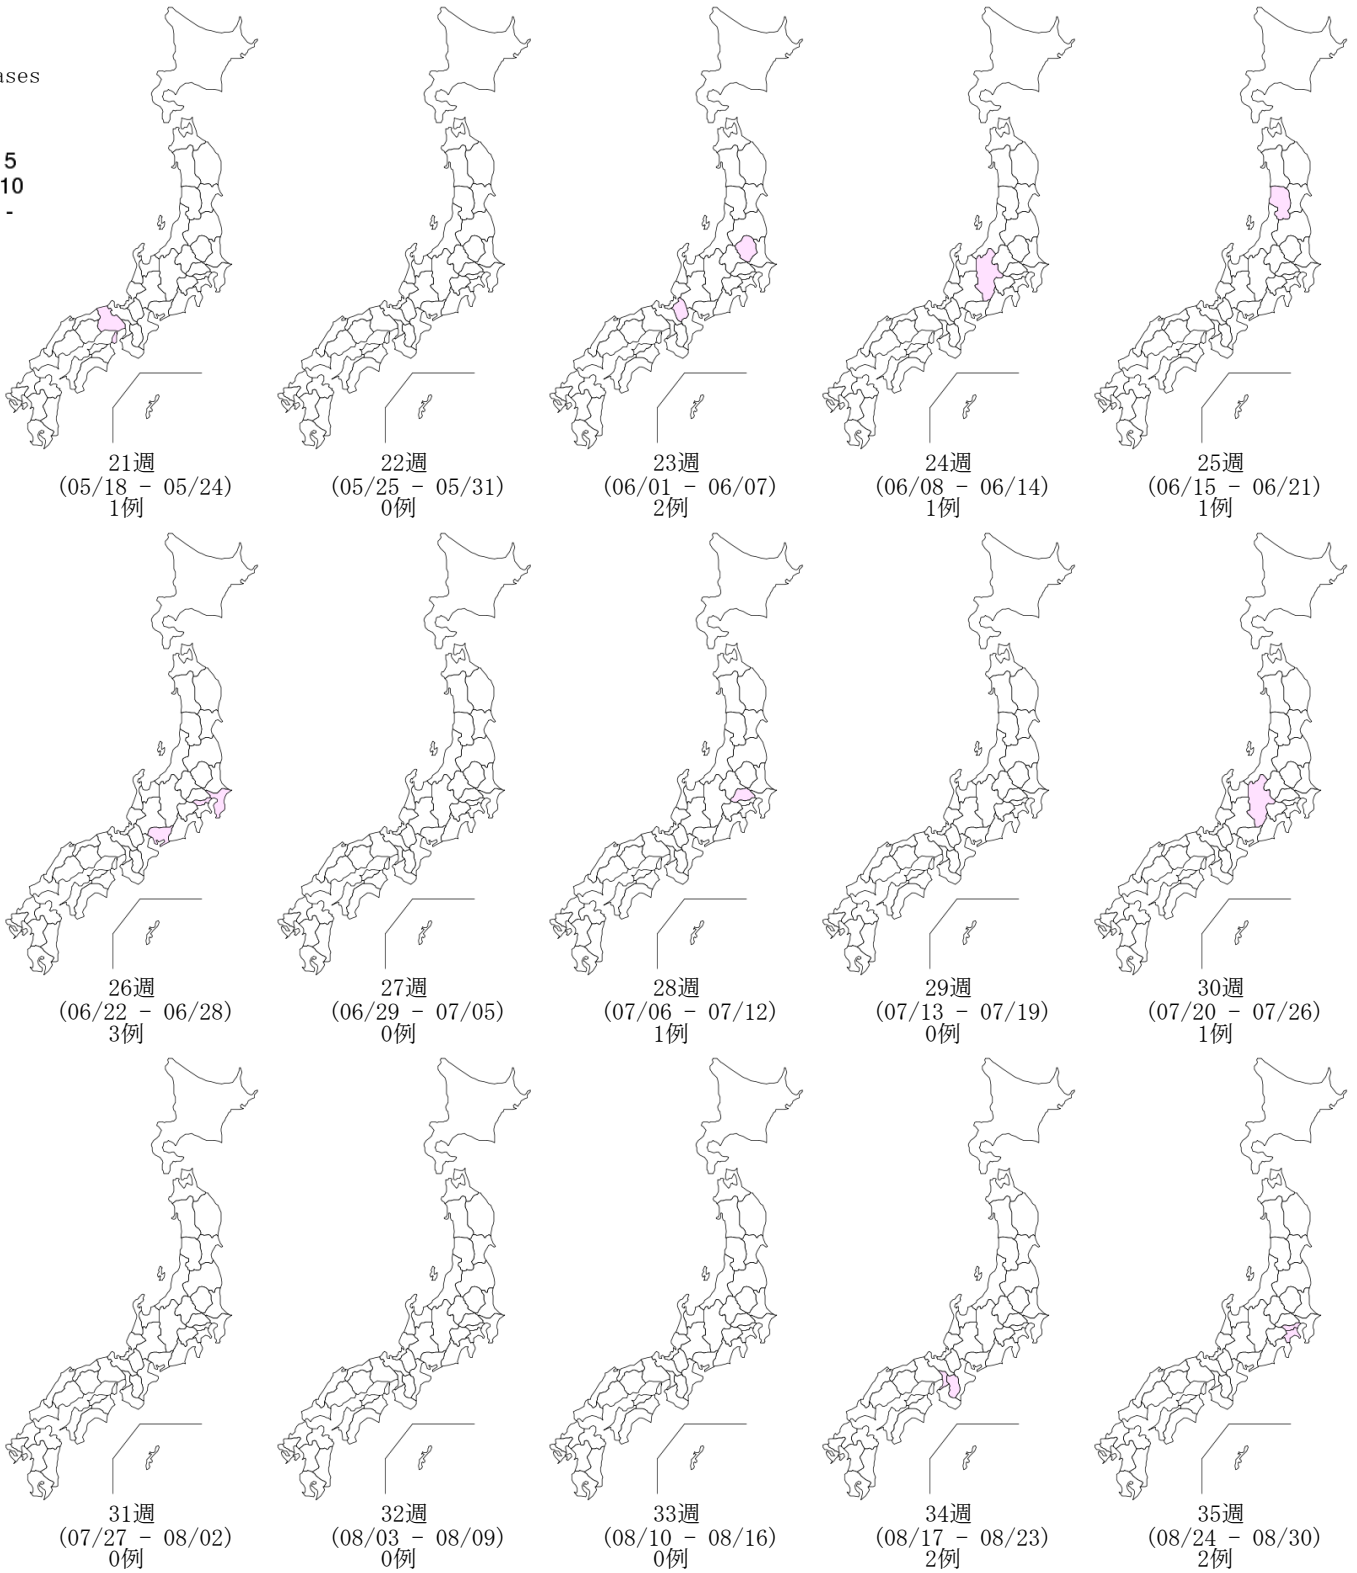 ases
5
10
-
21週
(05/18 - 05/24)
1例
22週
(05/25 - 05/31)
0例
23週
(06/01 - 06/07)
2例
24週
(06/08 - 06/14)
1例
25週
(06/15 - 06/21)
1例
26週
(06/22 - 06/28)
3例
27週
(06/29 - 07/05)
0例
28週
(07/06 - 07/12)
1例
29週
(07/13 - 07/19)
0例
30週
(07/20 - 07/26)
1例
31週
(07/27 - 08/02)
0例
32週
(08/03 - 08/09)
0例
33週
(08/10 - 08/16)
0例
34週
(08/17 - 08/23)
2例
35週
(08/24 - 08/30)
2例